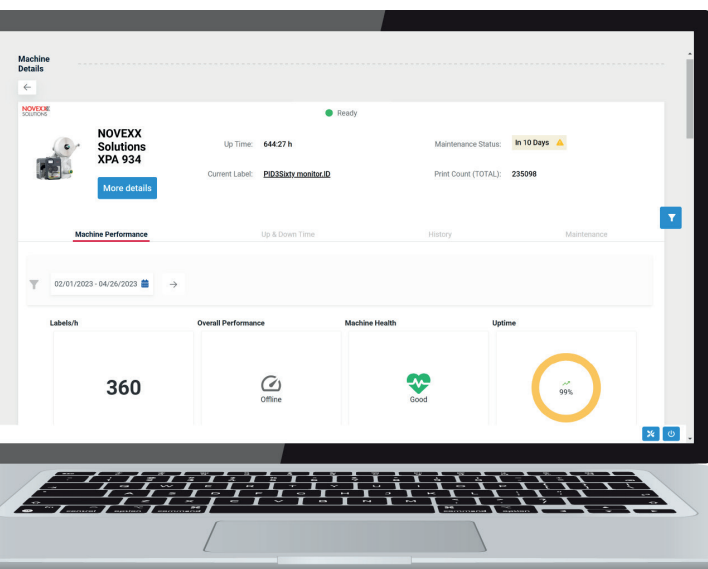 Machine
Details
NOVEXX
SOLUTIONS
Ready
NOVEXX
Solutions
XPA 934
More details
Up Time: 644:27 h
Maintenance Status: In 10 Days
Current Label: PID3Sixty monitor.ID
Print Count (TOTAL): 235098
Machine Performance
Up & Down Time
History
Maintenance
02/01/2023 - 04/26/2023
Labels/h
Overall Performance
Machine Health
Uptime
360
Offline
Good
99%